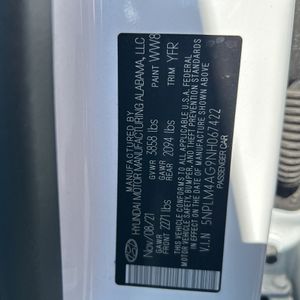 HYUNDAI MOTOR MANUFACTURING ALABAMA, LLC
Nov/08/21 GVWR 3858 lbs PAINT WW8
GAWR FRONT 2271 lbs GAWR REAR 2094 lbs TRIM YFR
THIS VEHICLE CONFORMS TO ALL APPLICABLE U.S. FEDERAL MOTOR VEHICLE SAFETY, BUMPER, AND THEFT PREVENTION STANDARDS IN EFFECT ON THE DATE OF MANUFACTURE SHOWN ABOVE.
V.I.N 5NPLM4AG9NH067422
PASSENGER CAR